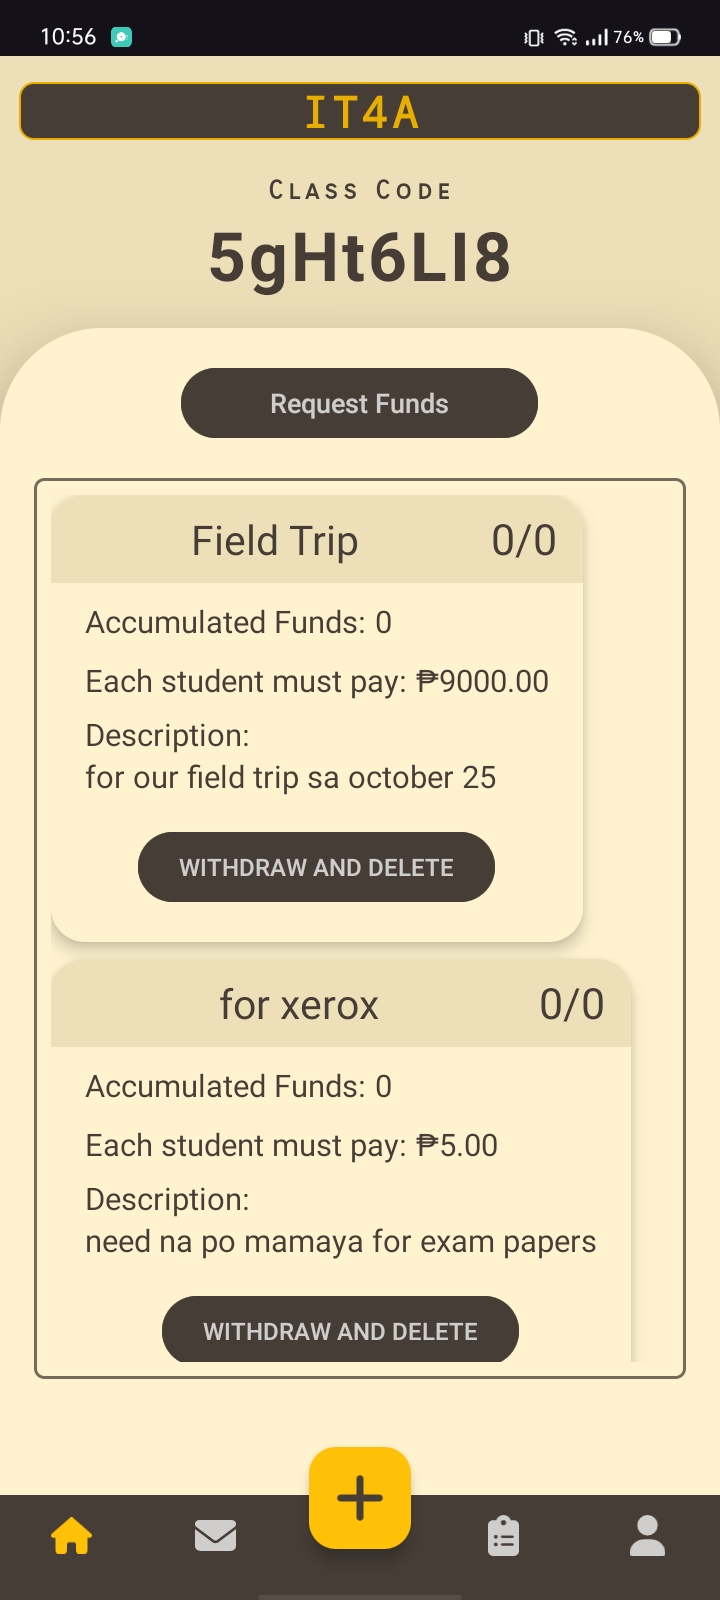 10:56
76%
IT4A
Class Code
5gHt6LI8
Request Funds
Field Trip 0/0
Accumulated Funds: 0
Each student must pay: ₱9000.00
Description:
for our field trip sa october 25
WITHDRAW AND DELETE
for xerox 0/0
Accumulated Funds: 0
Each student must pay: ₱5.00
Description:
need na po mamaya for exam papers
WITHDRAW AND DELETE